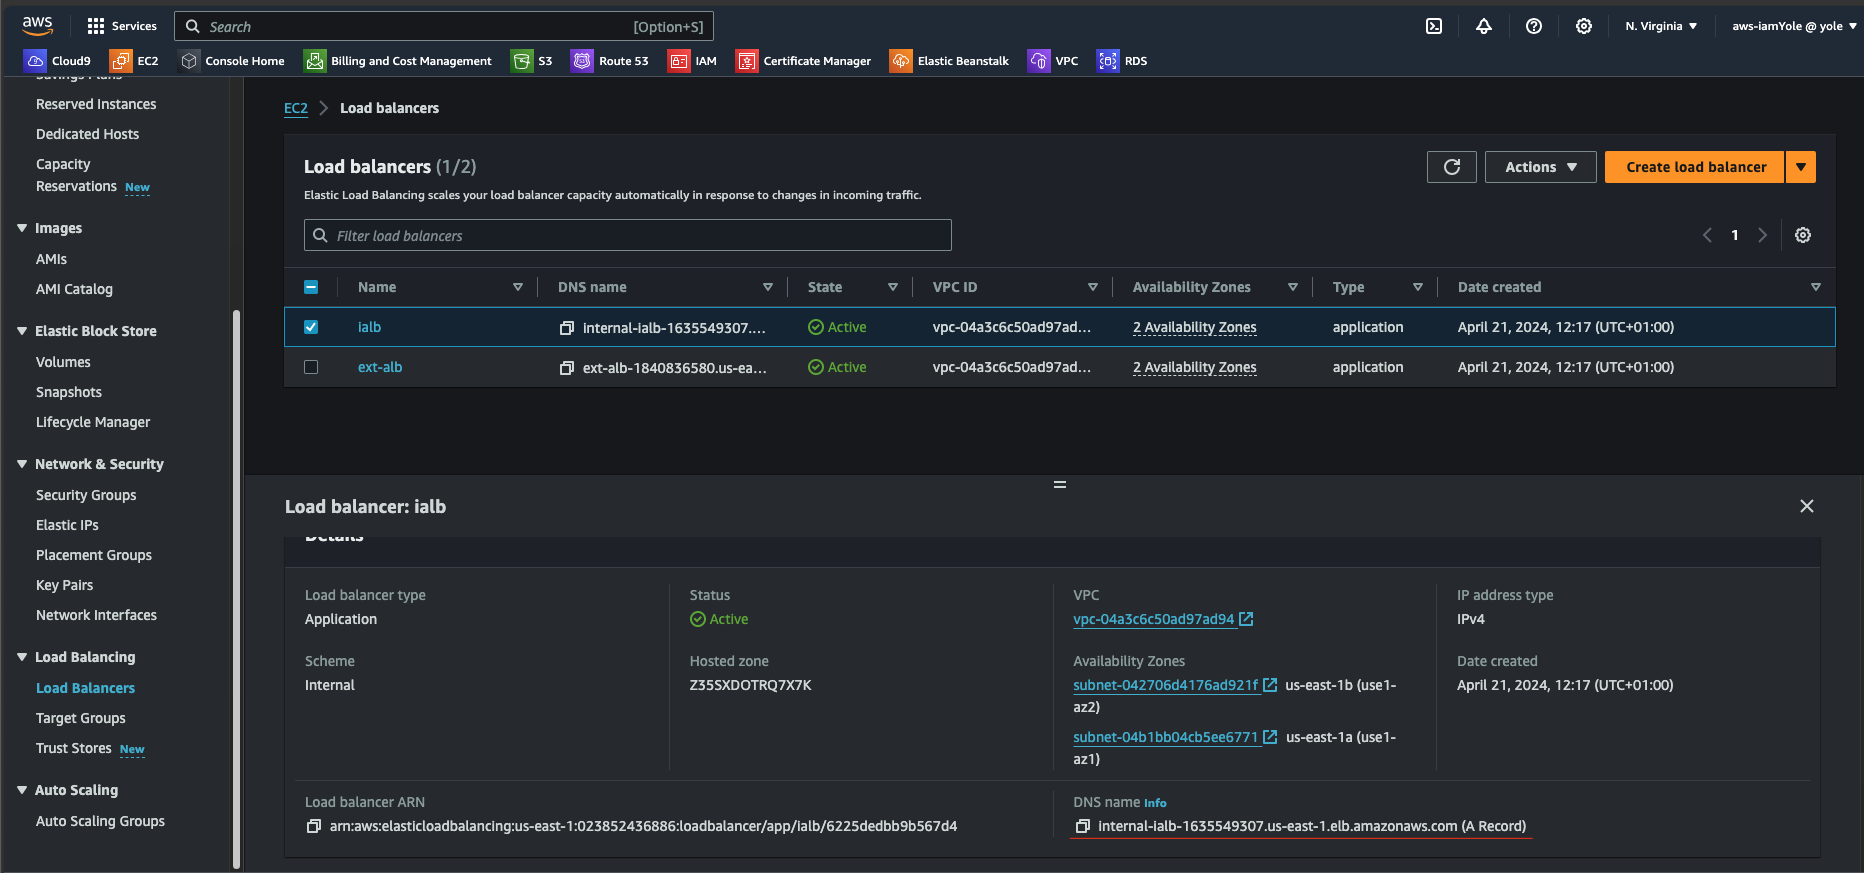 aws
Services
Search
[Option+S]
N. Virginia
aws-iamYole @ yole
Cloud9
EC2
Console Home
Billing and Cost Management
S3
Route 53
IAM
Certificate Manager
Elastic Beanstalk
VPC
RDS
Savings Plans
Reserved Instances
Dedicated Hosts
Capacity
Reservations New
Images
AMIs
AMI Catalog
Elastic Block Store
Volumes
Snapshots
Lifecycle Manager
Network & Security
Security Groups
Elastic IPs
Placement Groups
Key Pairs
Network Interfaces
Load Balancing
Load Balancers
Target Groups
Trust Stores New
Auto Scaling
Auto Scaling Groups
EC2 > Load balancers
Load balancers (1/2)
Actions
Create load balancer
Elastic Load Balancing scales your load balancer capacity automatically in response to changes in incoming traffic.
Filter load balancers
1
Name DNS name State VPC ID Availability Zones Type Date created
ialb internal-ialb-1635549307.... Active vpc-04a3c6c50ad97ad... 2 Availability Zones application April 21, 2024, 12:17 (UTC+01:00)
ext-alb ext-alb-1840836580.us-ea... Active vpc-04a3c6c50ad97ad... 2 Availability Zones application April 21, 2024, 12:17 (UTC+01:00)
Load balancer: ialb
Details
Load balancer type
Application
Status
Active
VPC
vpc-04a3c6c50ad97ad94
IP address type
IPv4
Scheme
Internal
Hosted zone
Z35SXDOTRQ7X7K
Availability Zones
subnet-042706d4176ad921f us-east-1b (use1-
az2)
subnet-04b1bb04cb5ee6771 us-east-1a (use1-
az1)
Date created
April 21, 2024, 12:17 (UTC+01:00)
Load balancer ARN
arn:aws:elasticloadbalancing:us-east-1:023852436886:loadbalancer/app/ialb/6225dedbb9b567d4
DNS name Info
internal-ialb-1635549307.us-east-1.elb.amazonaws.com (A Record)